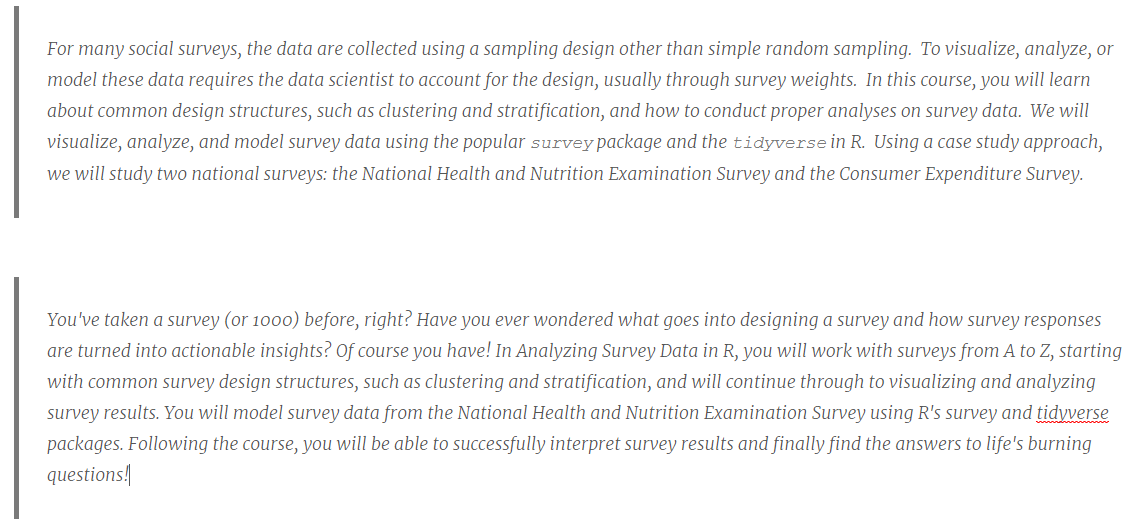 For many social surveys, the data are collected using a sampling design other than simple random sampling.  To visualize, analyze, or
model these data requires the data scientist to account for the design, usually through survey weights.  In this course, you will learn
about common design structures, such as clustering and stratification, and how to conduct proper analyses on survey data.  We will
visualize, analyze, and model survey data using the popular survey package and the tidyverse in R.  Using a case study approach,
we will study two national surveys: the National Health and Nutrition Examination Survey and the Consumer Expenditure Survey.
You've taken a survey (or 1000) before, right? Have you ever wondered what goes into designing a survey and how survey responses
are turned into actionable insights? Of course you have! In Analyzing Survey Data in R, you will work with surveys from A to Z, starting
with common survey design structures, such as clustering and stratification, and will continue through to visualizing and analyzing
survey results. You will model survey data from the National Health and Nutrition Examination Survey using R's survey and tidyverse
packages. Following the course, you will be able to successfully interpret survey results and finally find the answers to life's burning
questions!